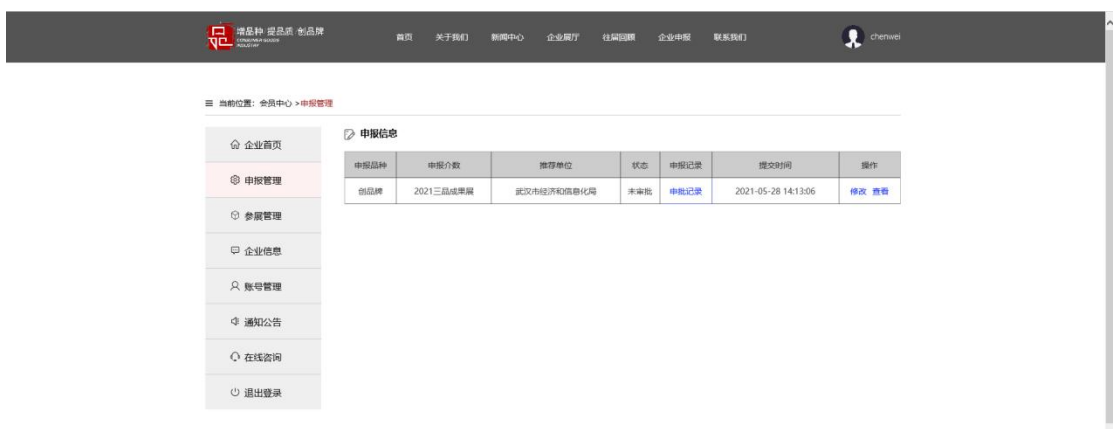 增品种 提品质 创品牌
CONSUMER GOODS
INDUSTRY
首页 关于我们 新闻中心 企业展厅 往届回顾 企业申报 联系我们 chenwei
当前位置：会员中心 >申报管理
企业首页
申报管理
参展管理
企业信息
账号管理
通知公告
在线咨询
退出登录
申报信息
申报品种 申报介数 推荐单位 状态 申报记录 提交时间 操作
创品牌 2021三品成果展 武汉市经济和信息化局 未审批 申批记录 2021-05-28 14:13:06 修改 查看